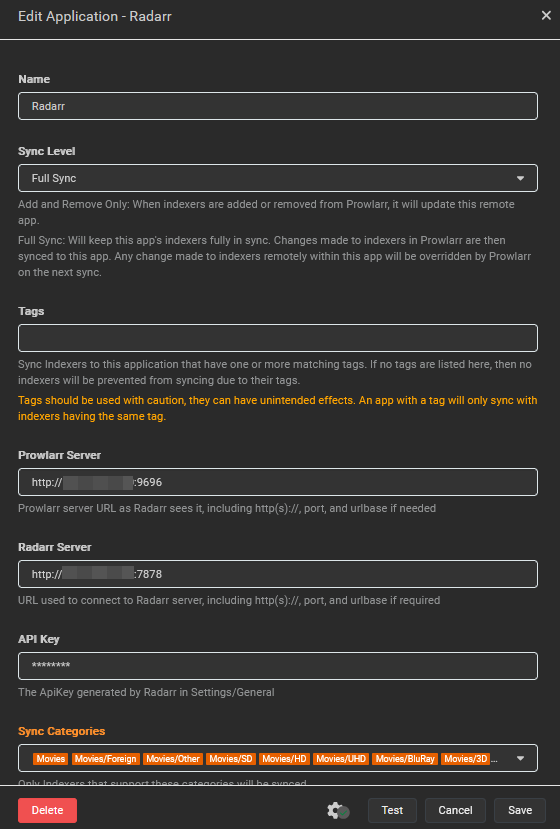 Edit Application - Radarr
Name
Radarr
Sync Level
Full Sync
Add and Remove Only: When indexers are added or removed from Prowlarr, it will update this remote
app.
Full Sync: Will keep this app's indexers fully in sync. Changes made to indexers in Prowlarr are then
synced to this app. Any change made to indexers remotely within this app will be overridden by Prowlarr
on the next sync.
Tags
Sync Indexers to this application that have one or more matching tags. If no tags are listed here, then no
indexers will be prevented from syncing due to their tags.
Tags should be used with caution, they can have unintended effects. An app with a tag will only sync with
indexers having the same tag.
Prowlarr Server
http:// :9696
Prowlarr server URL as Radarr sees it, including http(s)://, port, and urlbase if needed
Radarr Server
http:// :7878
URL used to connect to Radarr server, including http(s)://, port, and urlbase if required
API Key
********
The ApiKey generated by Radarr in Settings/General
Sync Categories
Movies Movies/Foreign Movies/Other Movies/SD Movies/HD Movies/UHD Movies/BluRay Movies/3D ...
Only Indexers that support these categories will be synced
Delete Test Cancel Save